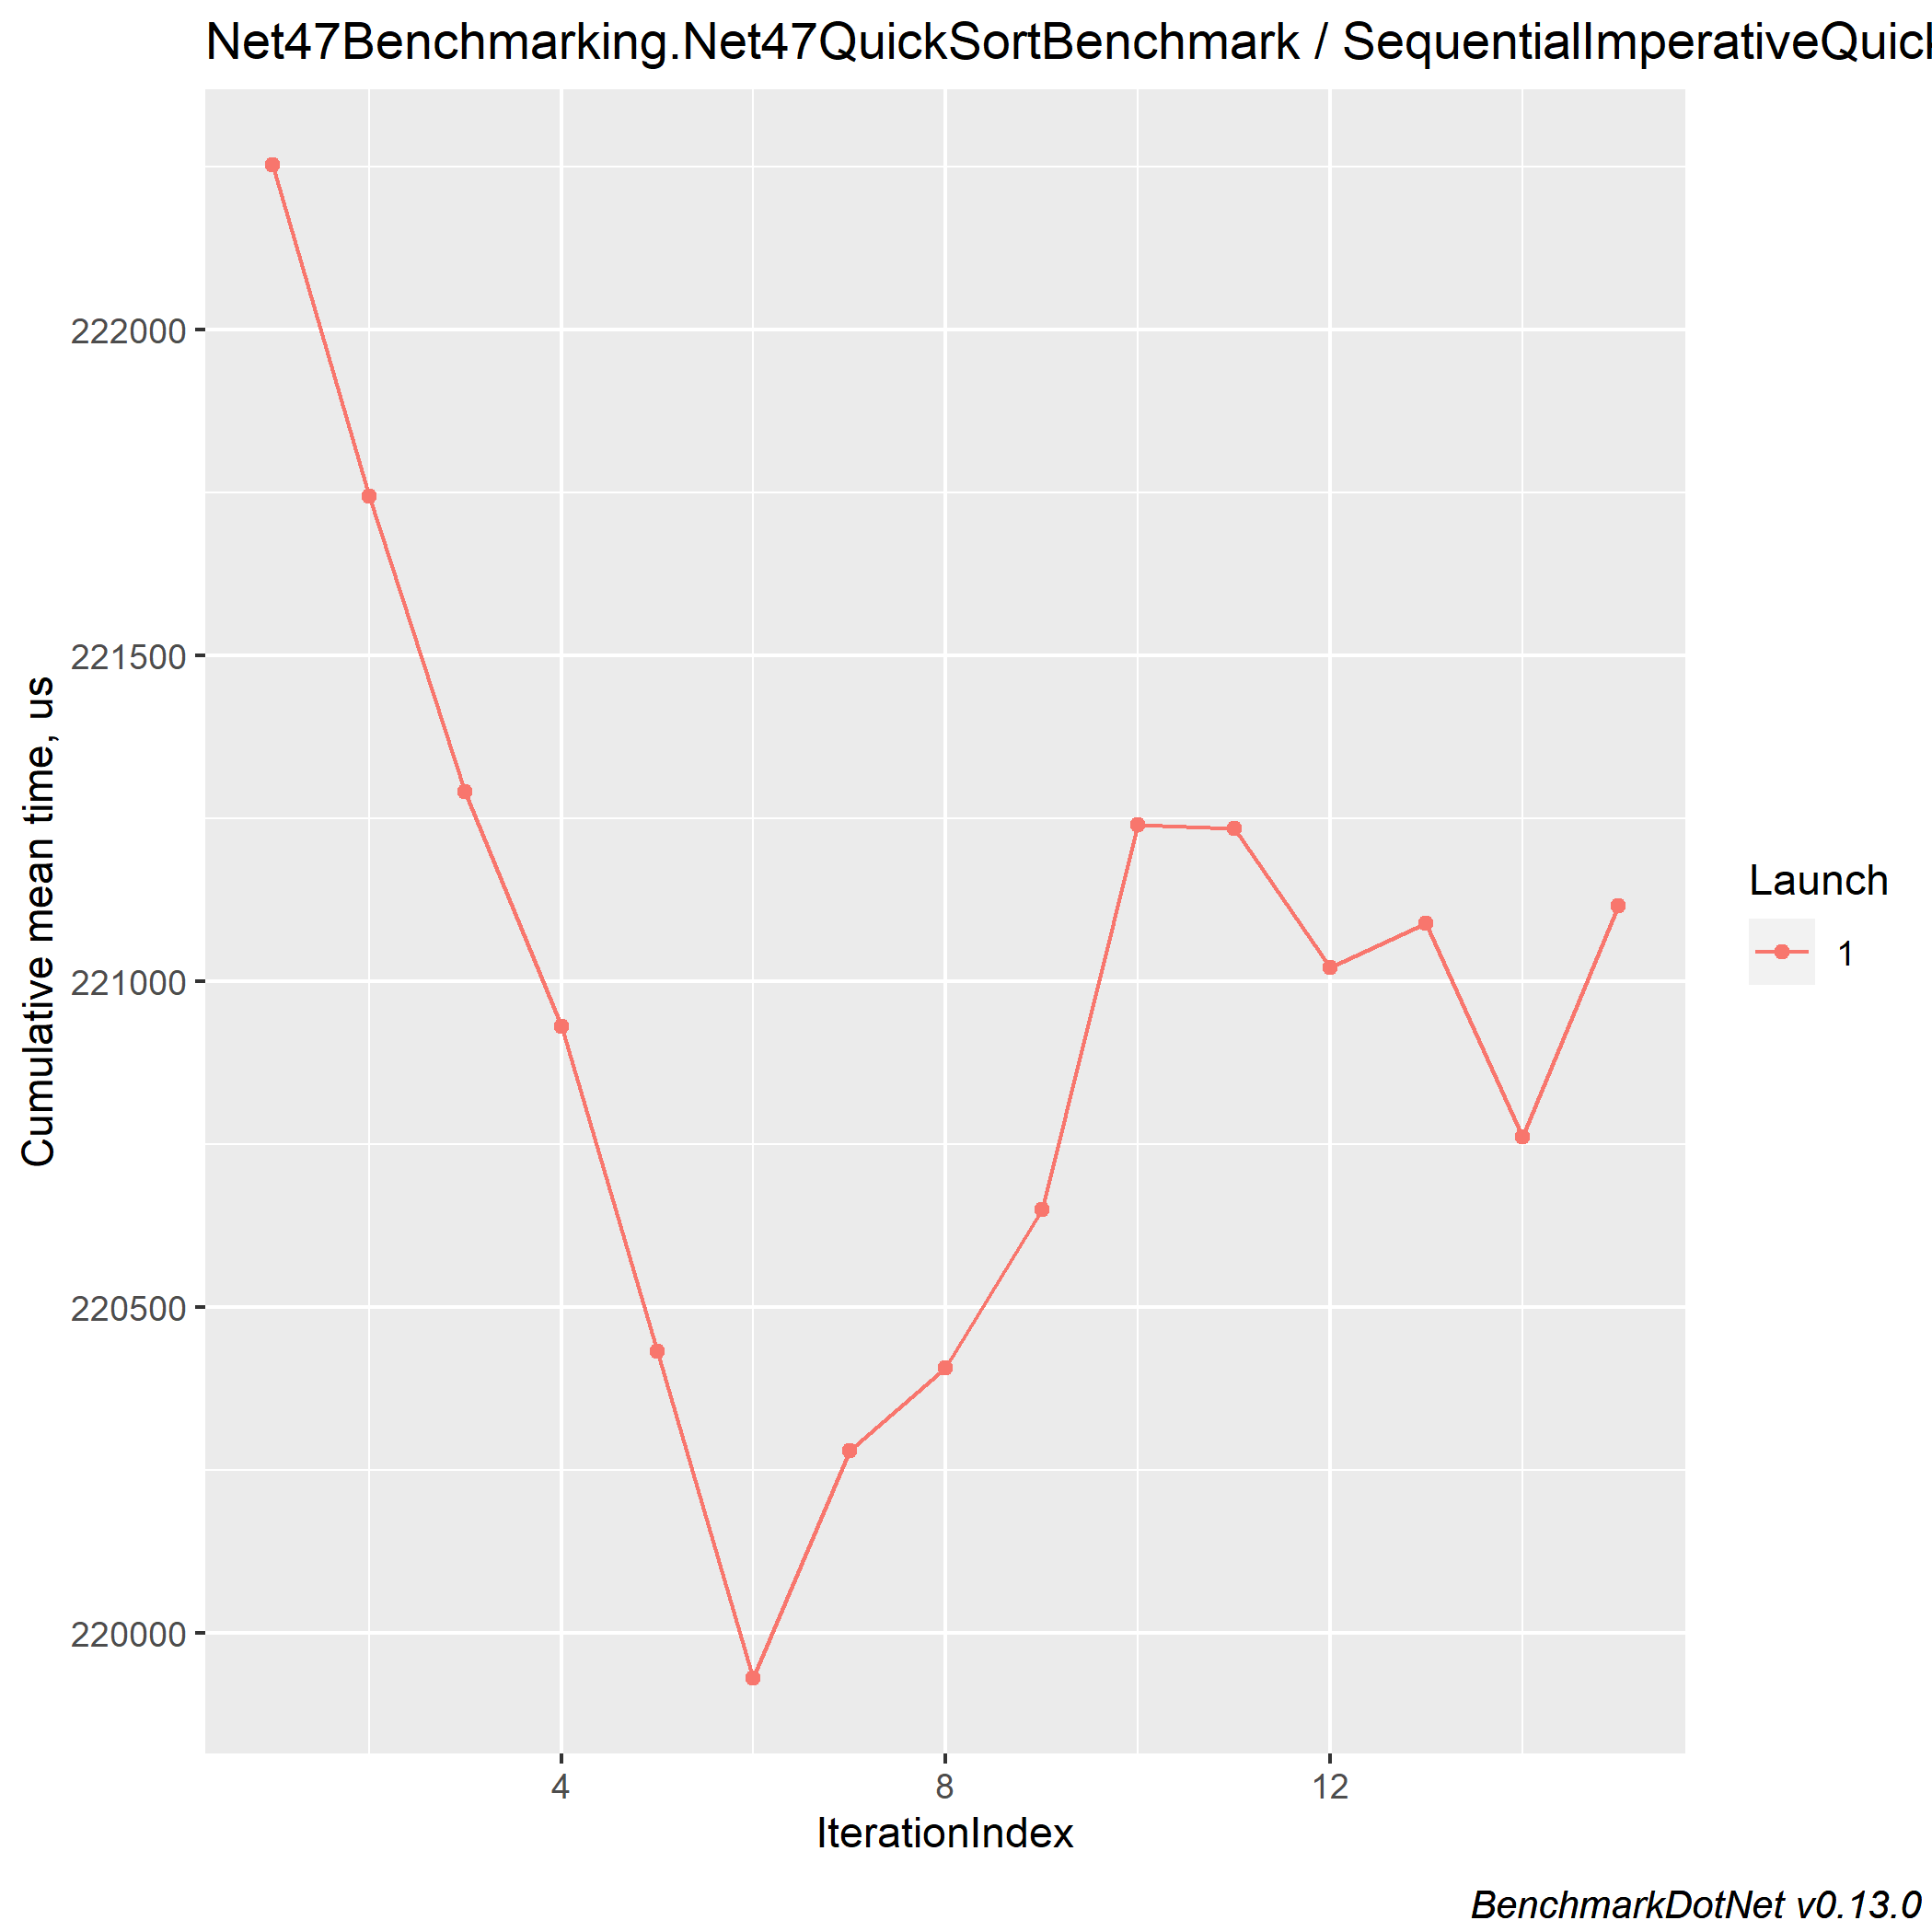 Net47Benchmarking.Net47QuickSortBenchmark / SequentialImperativeQuicl
Cumulative mean time, us
222000
221500
221000
220500
220000
4 8 12
IterationIndex
Launch
1
BenchmarkDotNet v0.13.0